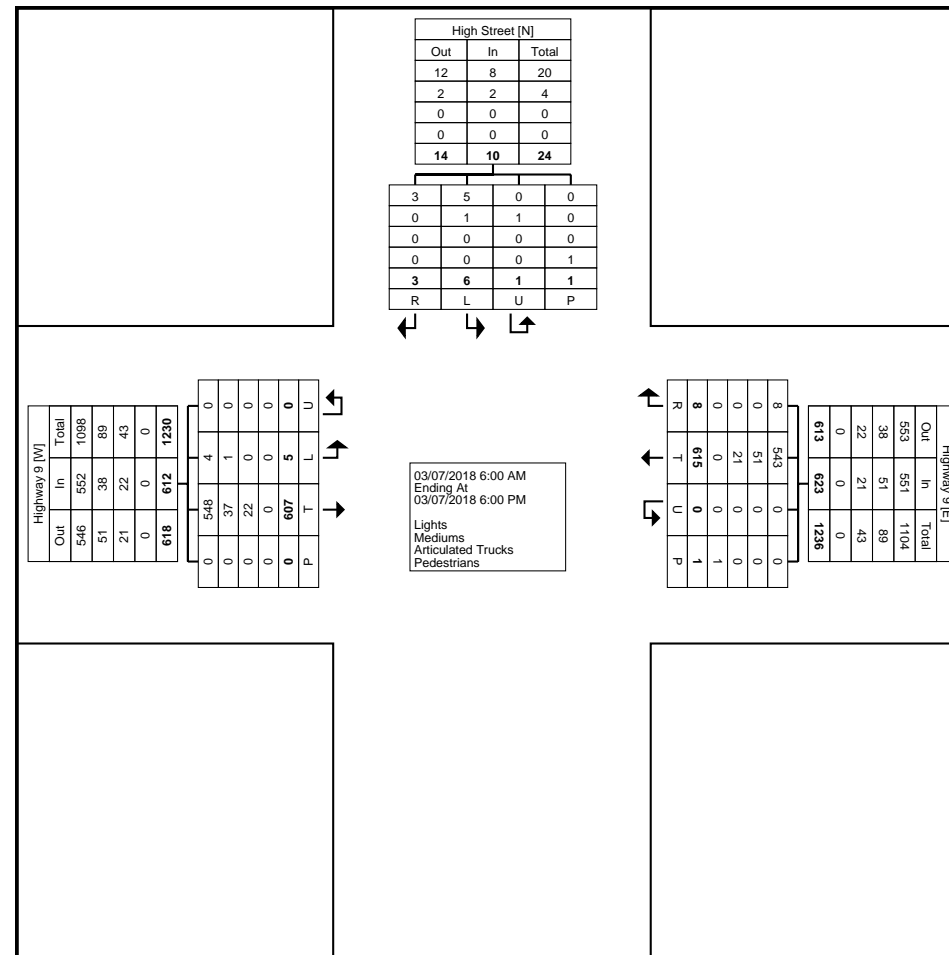 High Street [N]
Out In Total
12 8 20
2 2 4
0 0 0
0 0 0
14 10 24
3 5 0 0
0 1 1 0
0 0 0 0
0 0 0 1
3 6 1 1
R L U P
Highway 9 [W]
Total In Out
1098 552 546
89 38 51
43 22 21
0 0 0
1230 612 618
0 4 548 0
0 1 37 0
0 0 22 0
0 0 0 0
0 5 607 0
U L T P
03/07/2018 6:00 AM
Ending At
03/07/2018 6:00 PM
Lights
Mediums
Articulated Trucks
Pedestrians
Highway 9 [E]
Out In Total
553 551 1104
38 51 89
22 21 43
0 0 0
613 623 1236
8 543 0 0
0 51 0 0
0 21 0 0
0 0 0 1
8 615 0 1
R T U P